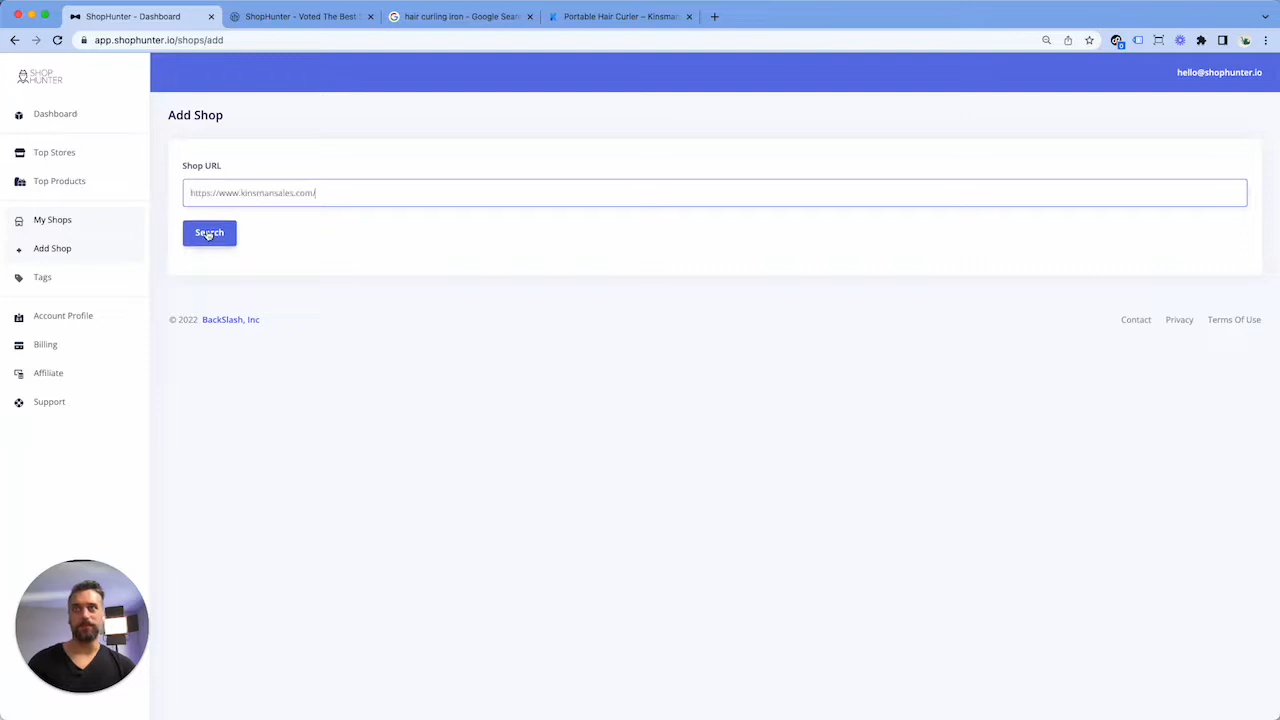 ShopHunter - Dashboard
ShopHunter - Voted The Best
hair curling iron - Google Sear
Portable Hair Curler – Kinsman
app.shophunter.io/shops/add
SHOP
HUNTER
hello@shophunter.io
Dashboard
Top Stores
Top Products
My Shops
Add Shop
Tags
Account Profile
Billing
Affiliate
Support
Add Shop
Shop URL
https://www.kinsmansales.com/
Search
© 2022 BackSlash, Inc
Contact Privacy Terms Of Use